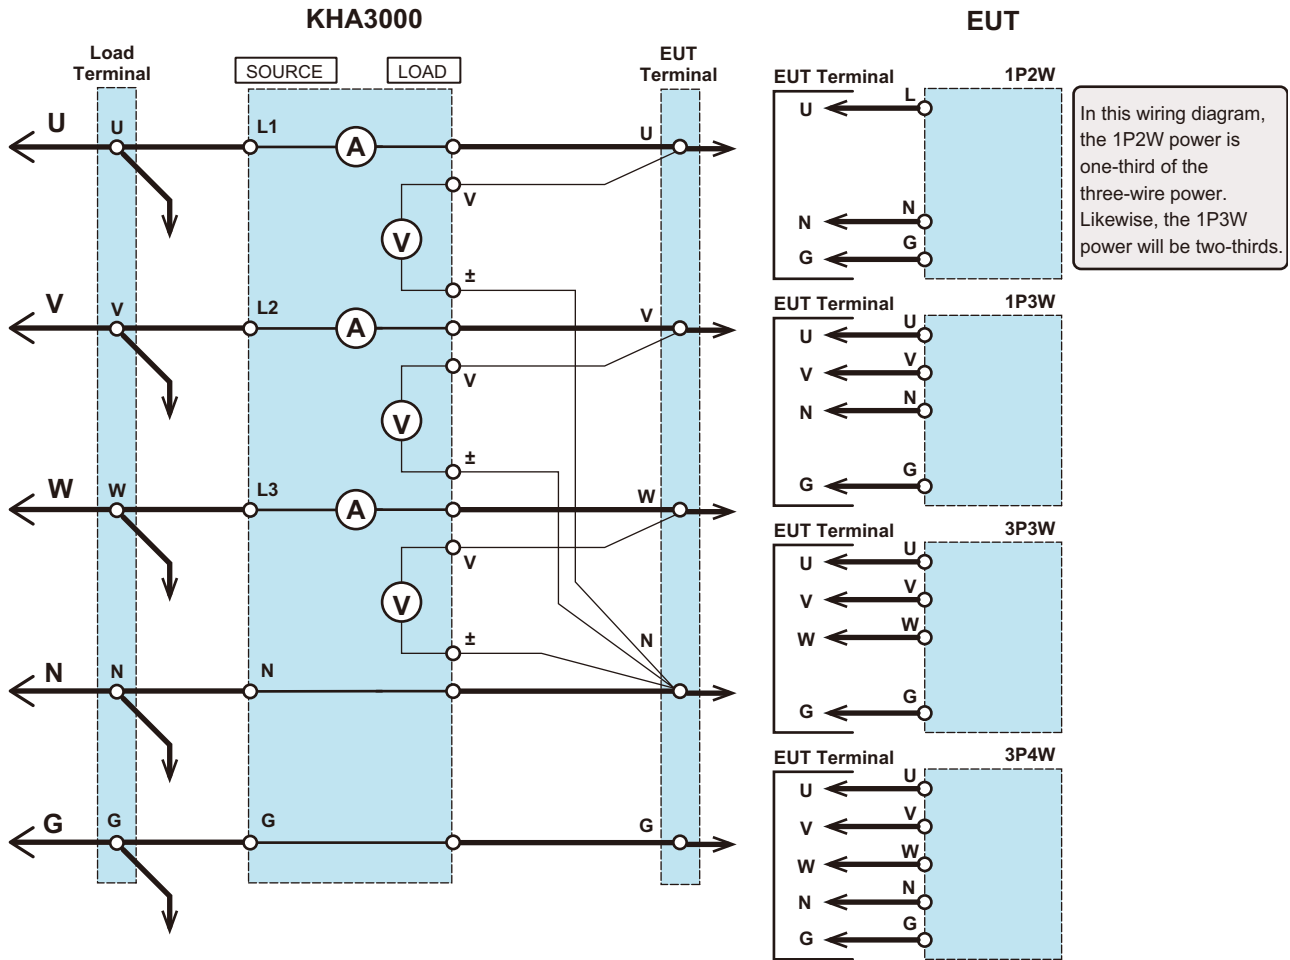 KHA3000
EUT
Load
Terminal
SOURCE
LOAD
EUT
Terminal
U
U
L1
A
U
V
V
±
V
V
L2
A
V
V
V
±
W
W
L3
A
W
V
V
±
N
N
N
N
G
G
G
G
EUT Terminal
1P2W
U
L
N
N
G
G
In this wiring diagram,
the 1P2W power is
one-third of the
three-wire power.
Likewise, the 1P3W
power will be two-thirds.
EUT Terminal
1P3W
U
U
V
V
N
N
G
G
EUT Terminal
3P3W
U
U
V
V
W
W
G
G
EUT Terminal
3P4W
U
U
V
V
W
W
N
N
G
G